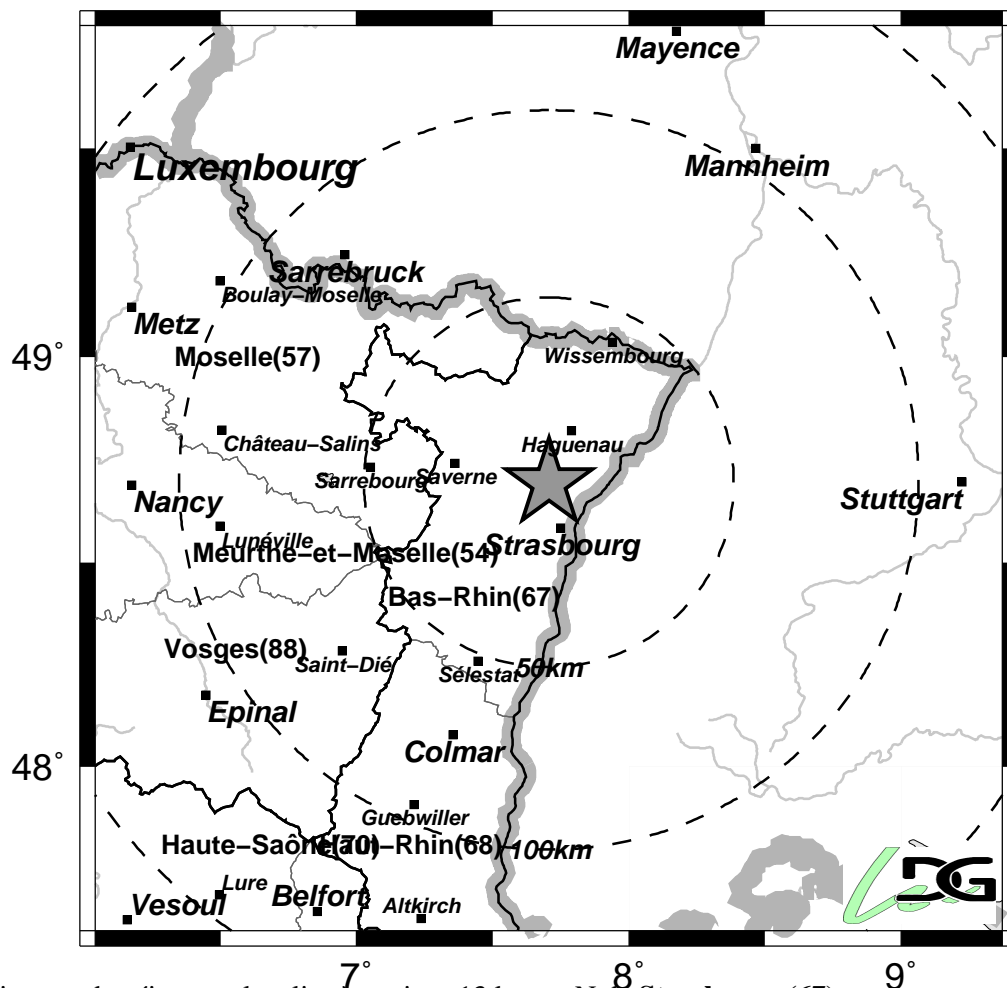 Mayence
Luxembourg
Mannheim
Sarrebruck
Boulay–Moselle
Metz
49°
Moselle(57)
Wissembourg
Château–Salins
Haguenau
Sarrebourg
Saverne
Nancy
Stuttgart
Lunéville
Strasbourg
Meurthe–et–Moselle(54)
Bas–Rhin(67)
Vosges(88)
Saint–Dié
Sélestat
50km
Epinal
Colmar
48°
Guebwiller
Haute–Saône(70)
Haut–Rhin(68)
100km
Lure
Belfort
Altkirch
Vesoul
DG
7°
8°
9°